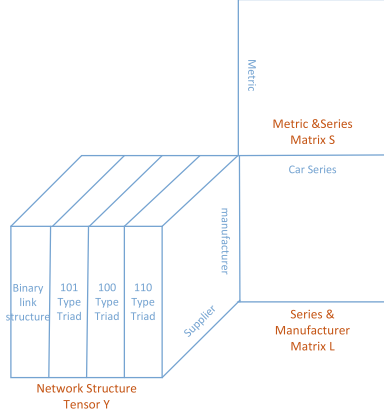 Metric
Metric &Series
Matrix S
Car Series
manufacturer
Supplier
Binary
link
structure
101
Type
Triad
100
Type
Triad
110
Type
Triad
Series &
Manufacturer
Matrix L
Network Structure
Tensor Y